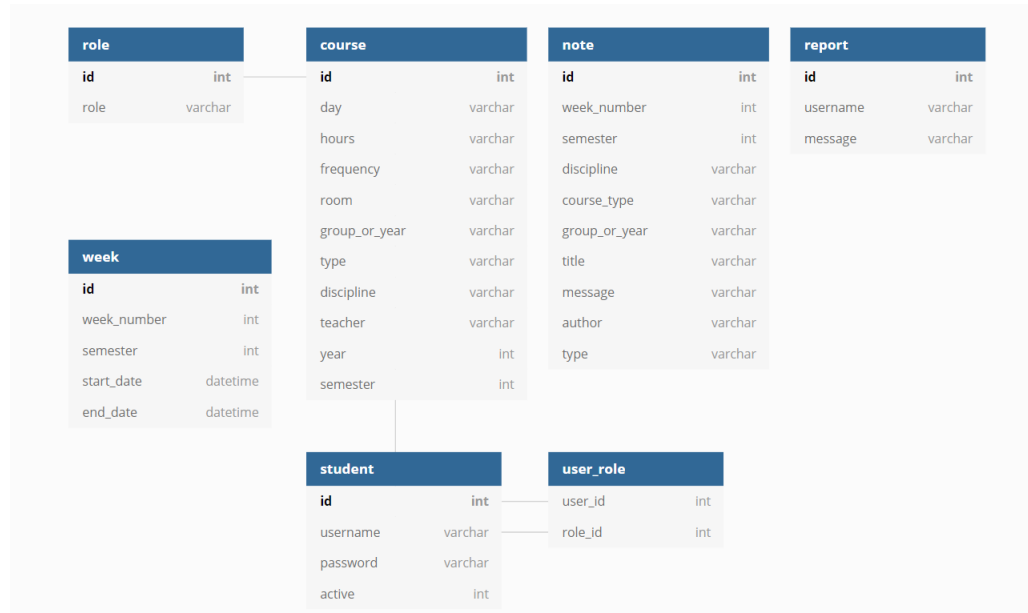 role
id int
role varchar
course
id int
day varchar
hours varchar
frequency varchar
room varchar
group_or_year varchar
type varchar
discipline varchar
teacher varchar
year int
semester int
note
id int
week_number int
semester int
discipline varchar
course_type varchar
group_or_year varchar
title varchar
message varchar
author varchar
type varchar
report
id int
username varchar
message varchar
week
id int
week_number int
semester int
start_date datetime
end_date datetime
student
id int
username varchar
password varchar
active int
user_role
user_id int
role_id int